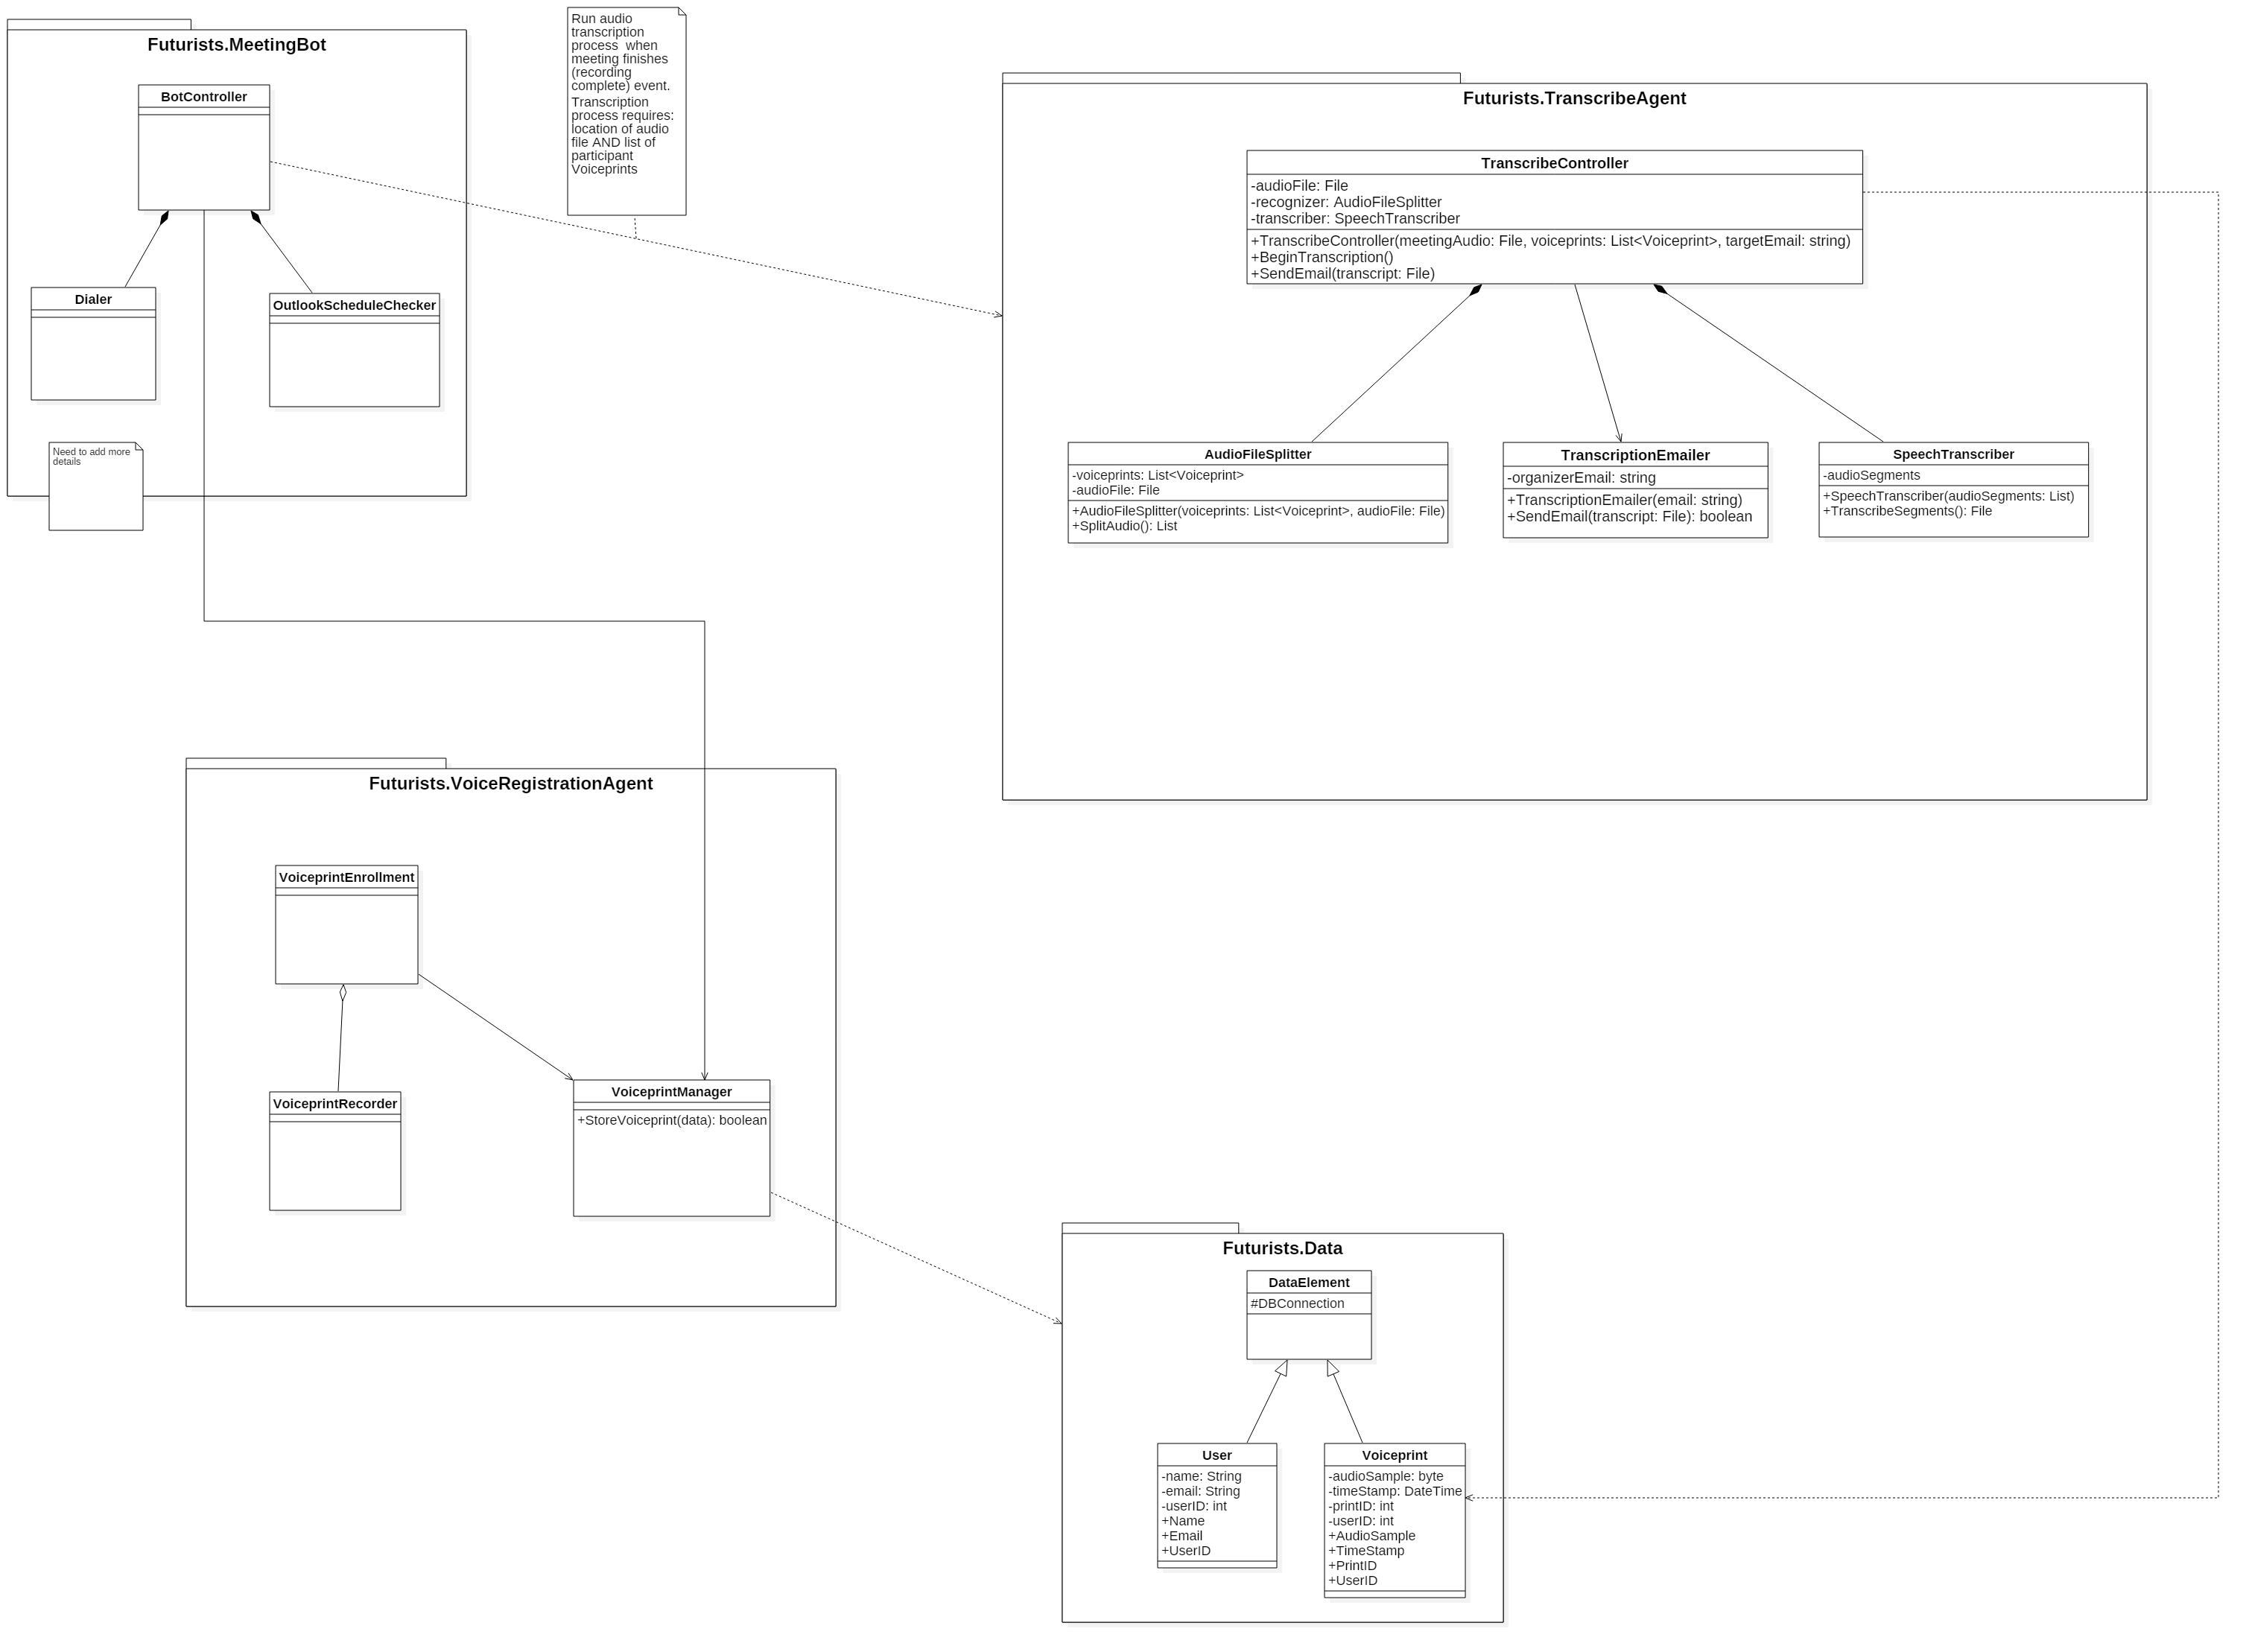 Futurists.MeetingBot
BotController
Dialer
OutlookScheduleChecker
Need to add more
details
Run audio
transcription
process  when
meeting finishes
(recording
complete) event.
Transcription
process requires:
location of audio
file AND list of
participant
Voiceprints
Futurists.TranscribeAgent
TranscribeController
-audioFile: File
-recognizer: AudioFileSplitter
-transcriber: SpeechTranscriber
+TranscribeController(meetingAudio: File, voiceprints: List<Voiceprint>, targetEmail: string)
+BeginTranscription()
+SendEmail(transcript: File)
AudioFileSplitter
-voiceprints: List<Voiceprint>
-audioFile: File
+AudioFileSplitter(voiceprints: List<Voiceprint>, audioFile: File)
+SplitAudio(): List
TranscriptionEmailer
-organizerEmail: string
+TranscriptionEmailer(email: string)
+SendEmail(transcript: File): boolean
SpeechTranscriber
-audioSegments
+SpeechTranscriber(audioSegments: List)
+TranscribeSegments(): File
Futurists.VoiceRegistrationAgent
VoiceprintEnrollment
VoiceprintRecorder
VoiceprintManager
+StoreVoiceprint(data): boolean
Futurists.Data
DataElement
#DBConnection
User
-name: String
-email: String
-userID: int
+Name
+Email
+UserID
Voiceprint
-audioSample: byte
-timeStamp: DateTime
-printID: int
-userID: int
+AudioSample
+TimeStamp
+PrintID
+UserID